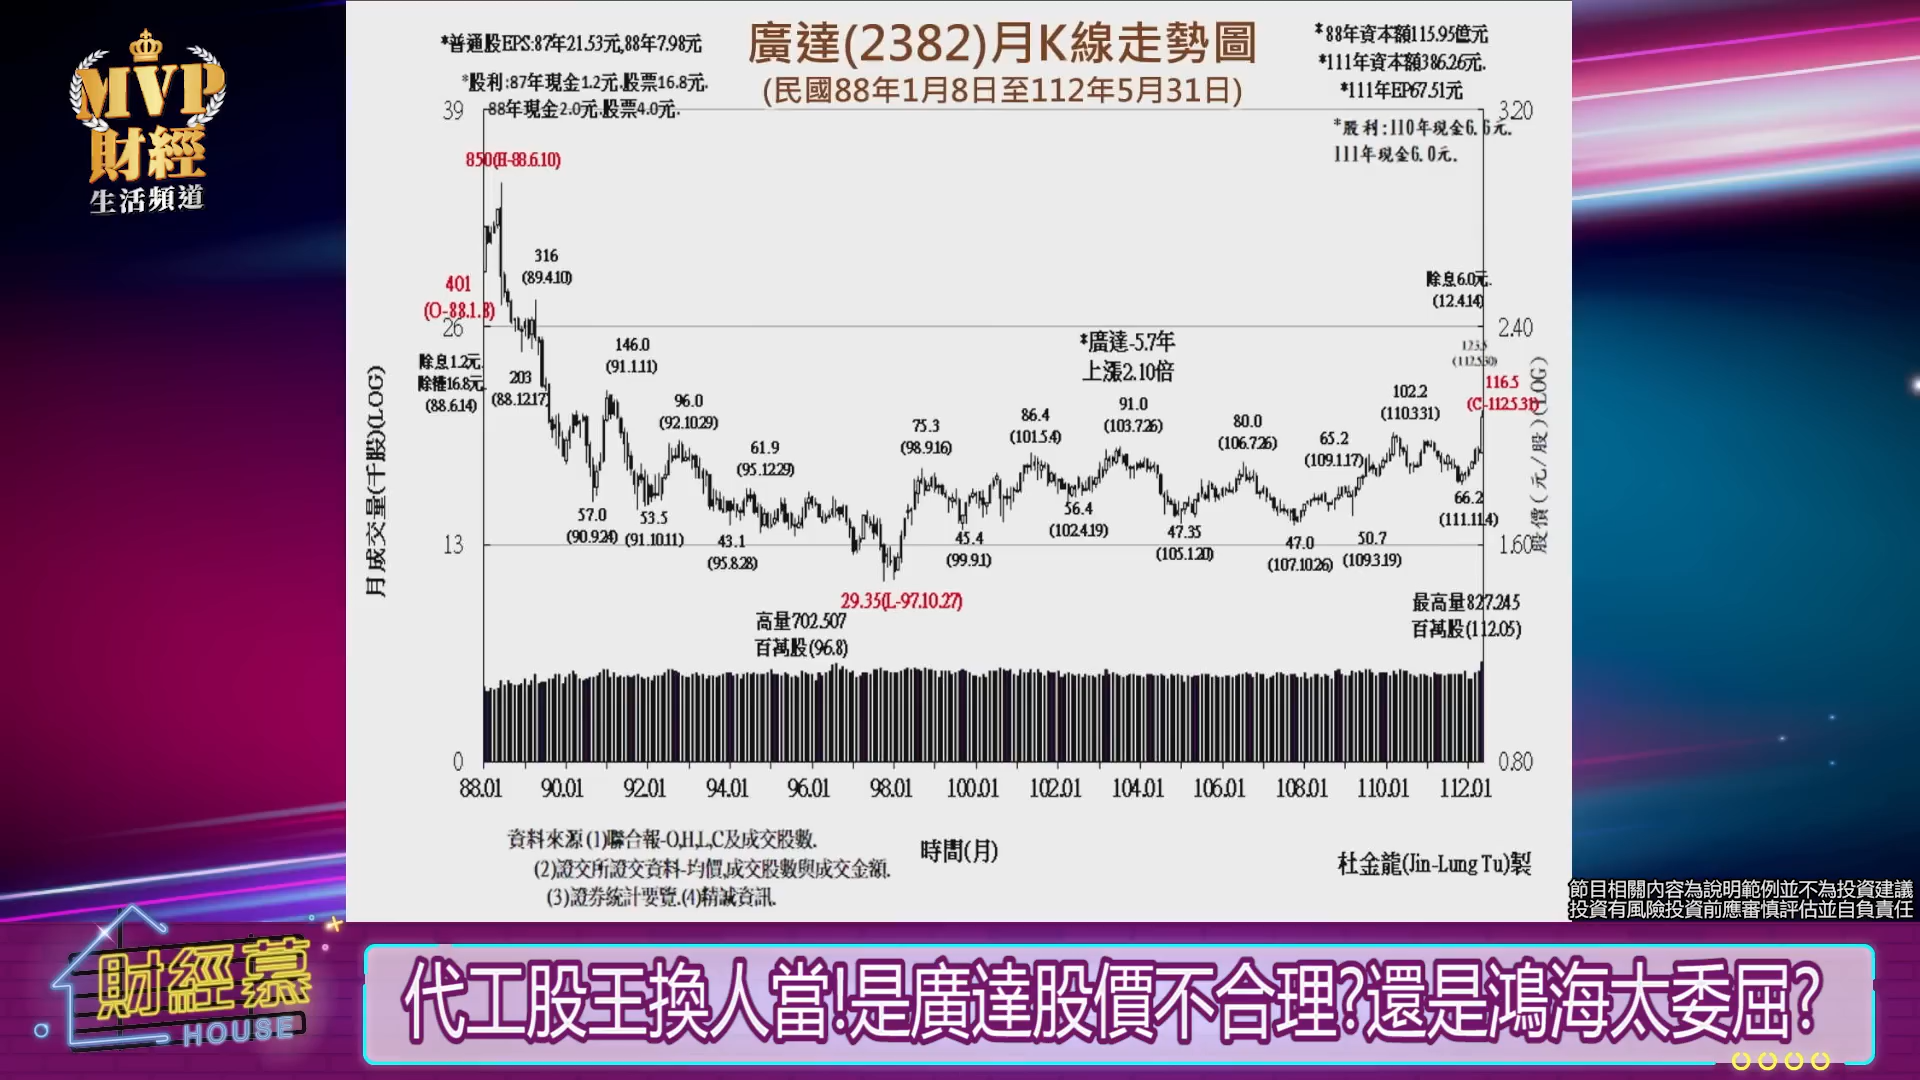 MVP
財經
生活頻道
廣達(2382)月K線走勢圖
(民國88年1月8日至112年5月31日)
*普通股EPS:87年21.53元,88年7.98元
*股利:87年現金1.2元.股票16.8元.
88年現金2.0元.股票4.0元.
*88年資本額115.95億元
*111年資本額386.26元.
*111年EP67.51元
*股利:110年現金6.6元.
111年現金6.0元.
39
26
13
0
3.20
2.40
1.60
0.80
月成交量(千股)(LOG)
股價(元/股)(LOG)
850(H-88.6.10)
401
(O-88.1.8)
除息1.2元.
除權16.8元.
(88.6.14)
316
(89.4.10)
203
(88.12.17)
146.0
(91.1.11)
57.0
(90.9.24)
53.5
(91.10.11)
96.0
(92.10.29)
43.1
(95.8.28)
61.9
(95.12.29)
29.35(L-97.10.27)
高量702.507
百萬股(96.8)
75.3
(98.9.16)
45.4
(99.9.1)
86.4
(101.5.4)
56.4
(102.4.19)
*廣達-5.7年
上漲2.10倍
91.0
(103.7.26)
47.35
(105.1.20)
80.0
(106.7.26)
47.0
(107.10.26)
65.2
(109.1.17)
50.7
(109.3.19)
102.2
(110.3.31)
66.2
(111.11.4)
除息6.0元.
(12.4.14)
123.5
(112.5.30)
116.5
(C-112.5.31)
最高量827.245
百萬股(112.05)
88.01 90.01 92.01 94.01 96.01 98.01 100.01 102.01 104.01 106.01 108.01 110.01 112.01
時間(月)
資料來源(1)聯合報-O,H,L,C及成交股數.
(2)證交所證交資料-均價,成交股數與成交金額.
(3)證券統計要覽.(4)精誠資訊.
杜金龍(Jin-Lung Tu)製
節目相關內容為說明範例並不為投資建議
投資有風險投資前應審慎評估並自負責任
財經慕
HOUSE
代工股王換人當!是廣達股價不合理?還是鴻海太委屈?